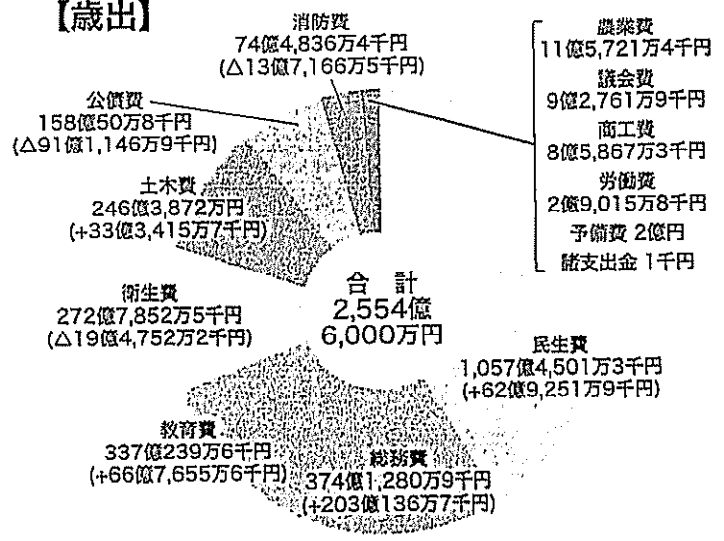 【歳出】
消防費
74億4,836万4千円
(△13億7,166万5千円)
農業費
11億5,721万4千円
議会費
9億2,761万9千円
商工費
8億5,867万3千円
労働費
2億9,015万8千円
予備費 2億円
諸支出金 1千円
公債費
158億50万8千円
(△91億1,146万9千円)
土木費
246億3,872万円
(+33億3,415万7千円)
衛生費
272億7,852万5千円
(△19億4,752万2千円)
合計
2,554億
6,000万円
民生費
1,057億4,501万3千円
(+62億9,251万9千円)
教育費
337億239万6千円
(+66億7,655万6千円)
総務費
374億1,280万9千円
(+203億136万7千円)